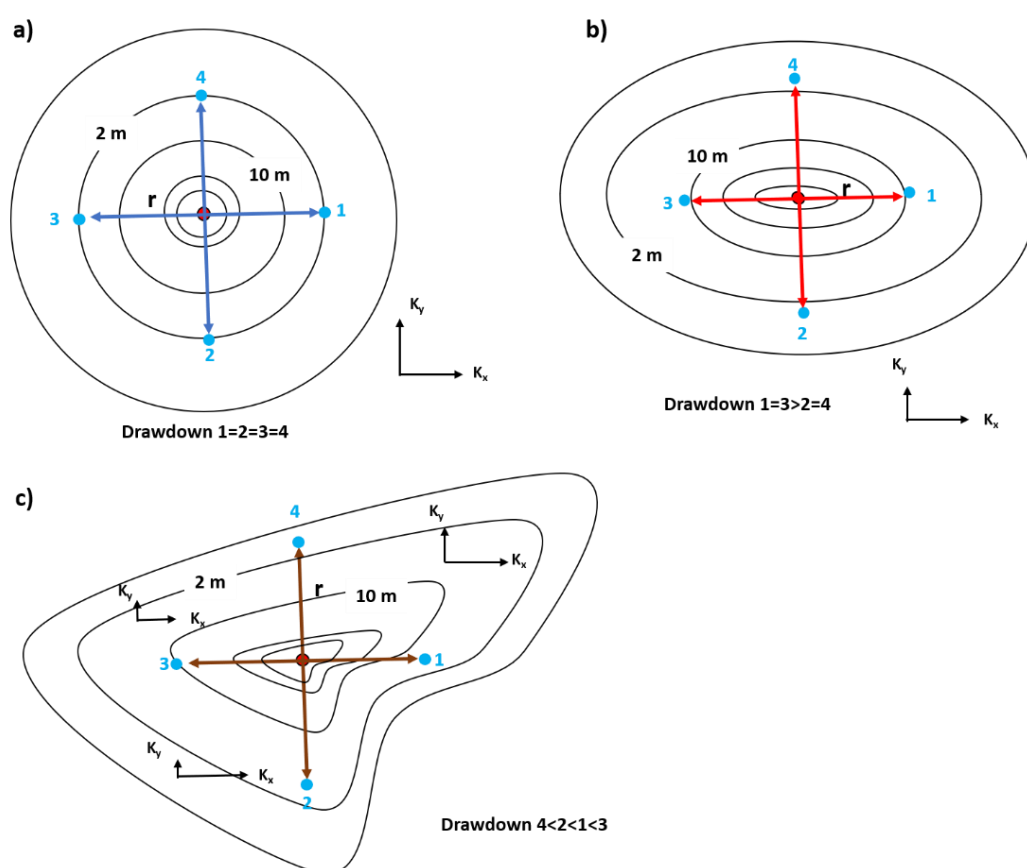 a)
4
2 m
10 m
r
3
1
2
Ky
Kx
Drawdown 1=2=3=4
b)
4
10 m
r
3
1
2 m
2
Ky
Kx
Drawdown 1=3>2=4
c)
4
Ky
Kx
2 m
r
10 m
Ky
Kx
3
1
Ky
Kx
2
Drawdown 4<2<1<3